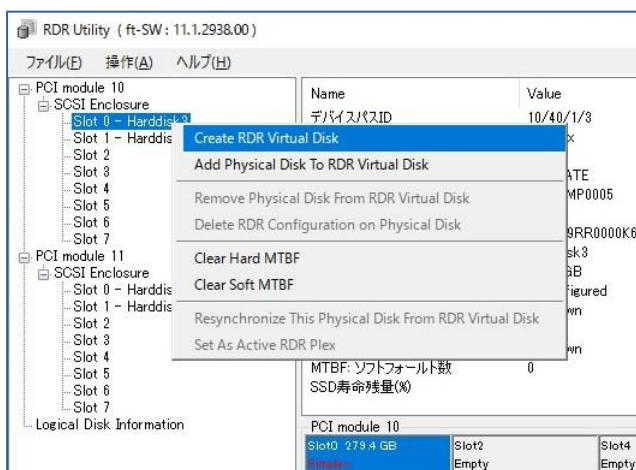 RDR Utility ( ft-SW : 11.1.2938.00 )
ファイル(F) 操作(A) ヘルプ(H)
PCI module 10
SCSI Enclosure
Slot 0 - Harddisk3
Slot 1 - Harddis
Slot 2
Slot 3
Slot 4
Slot 5
Slot 6
Slot 7
PCI module 11
SCSI Enclosure
Slot 0 - Harddis
Slot 1 - Harddis
Slot 2
Slot 3
Slot 4
Slot 5
Slot 6
Slot 7
Logical Disk Information
Create RDR Virtual Disk
Add Physical Disk To RDR Virtual Disk
Remove Physical Disk From RDR Virtual Disk
Delete RDR Configuration on Physical Disk
Clear Hard MTBF
Clear Soft MTBF
Resynchronize This Physical Disk From RDR Virtual Disk
Set As Active RDR Plex
Name Value
デバイスパスID 10/40/1/3
x
ATE
MP0005
9RR0000K6
sk3
GB
figured
wn
wn
MTBF: ソフトフォールト数 0
SSD寿命残量(%)
PCI module 10
Slot0 279.4 GB Slot2 Slot4
Simplex Empty Empty